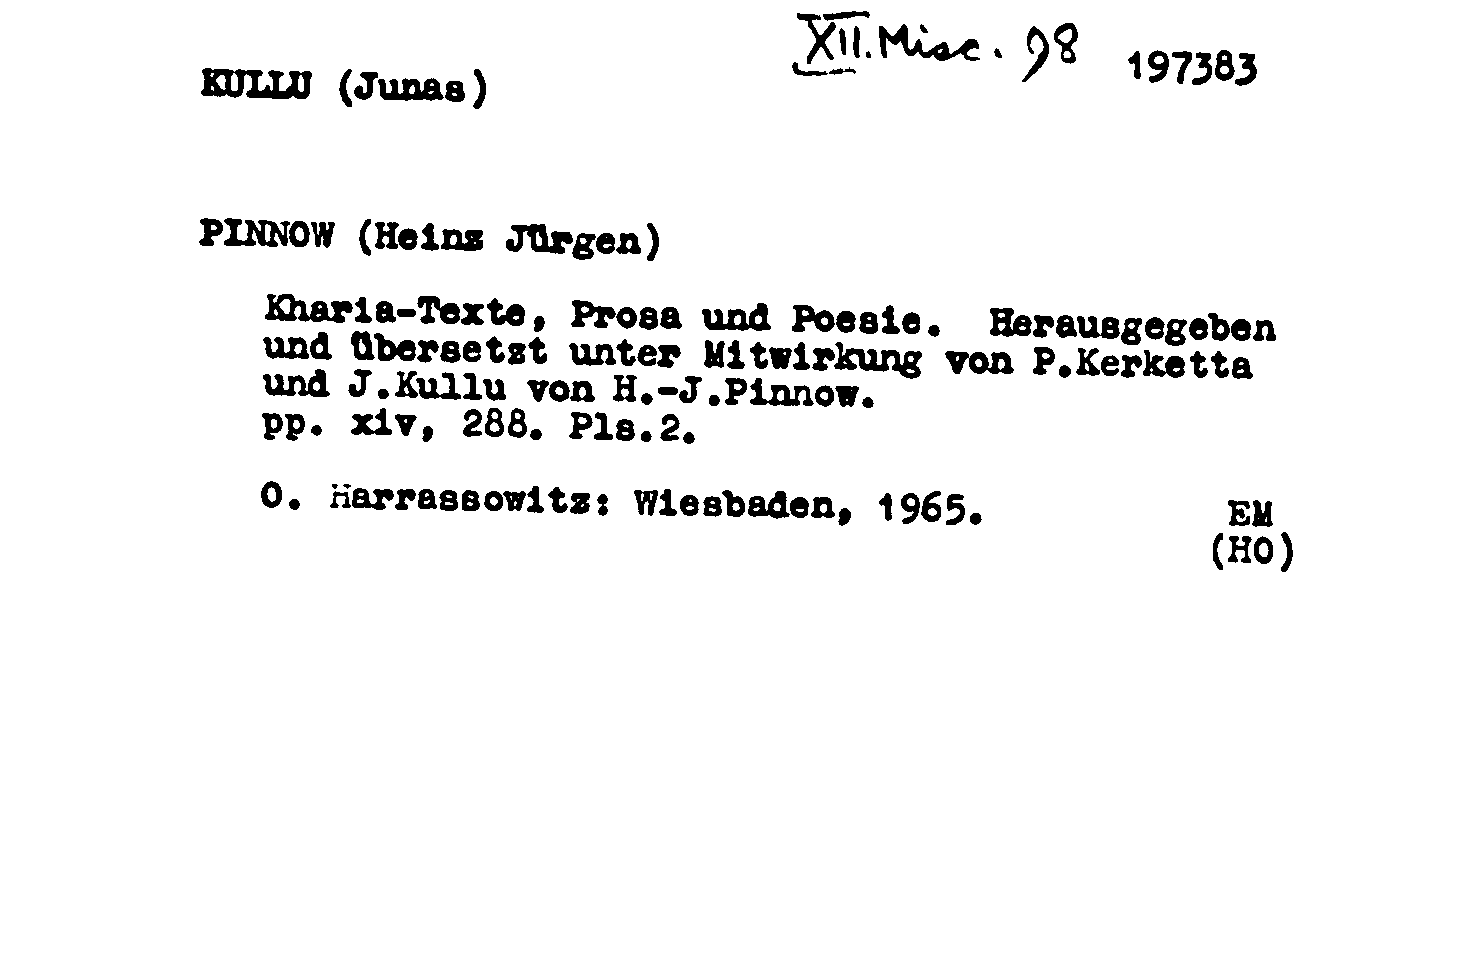 XII. Misc. 98 197383
KULLU (Junas)
PINNOW (Heinz Jürgen)
Kharia-Texte, Prosa und Poesie. Herausgegeben
und übersetzt unter Mitwirkung von P.Kerketta
und J.Kullu von H.-J.Pinnow.
pp. xiv, 288. Pls.2.
O. Harrassowitz: Wiesbaden, 1965. EM
(HO)